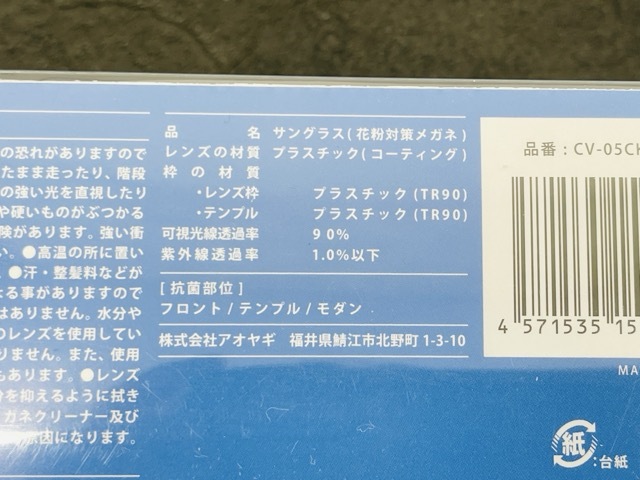 の恐れがありますので
たまま走ったり、階段
の強い光を直視したり
や硬いものがぶつかる
険があります。強い衝
い。●高温の所に置い
●汗・整髪料などが
よる事がありますので
はありません。水分や
のレンズを使用してい
りません。また、使用
もあります。●レンズ
分を抑えるように拭き
ガネクリーナー及び
原因になります。
品名 サングラス(花粉対策メガネ)
レンズの材質 プラスチック(コーティング)
枠の材質
・レンズ枠 プラスチック(TR90)
・テンプル プラスチック(TR90)
可視光線透過率 90%
紫外線透過率 1.0%以下
[抗菌部位]
フロント/テンプル/モダン
株式会社アオヤギ 福井県鯖江市北野町1-3-10
品番:CV-05CK
4 571535 15
MA
紙
:台紙